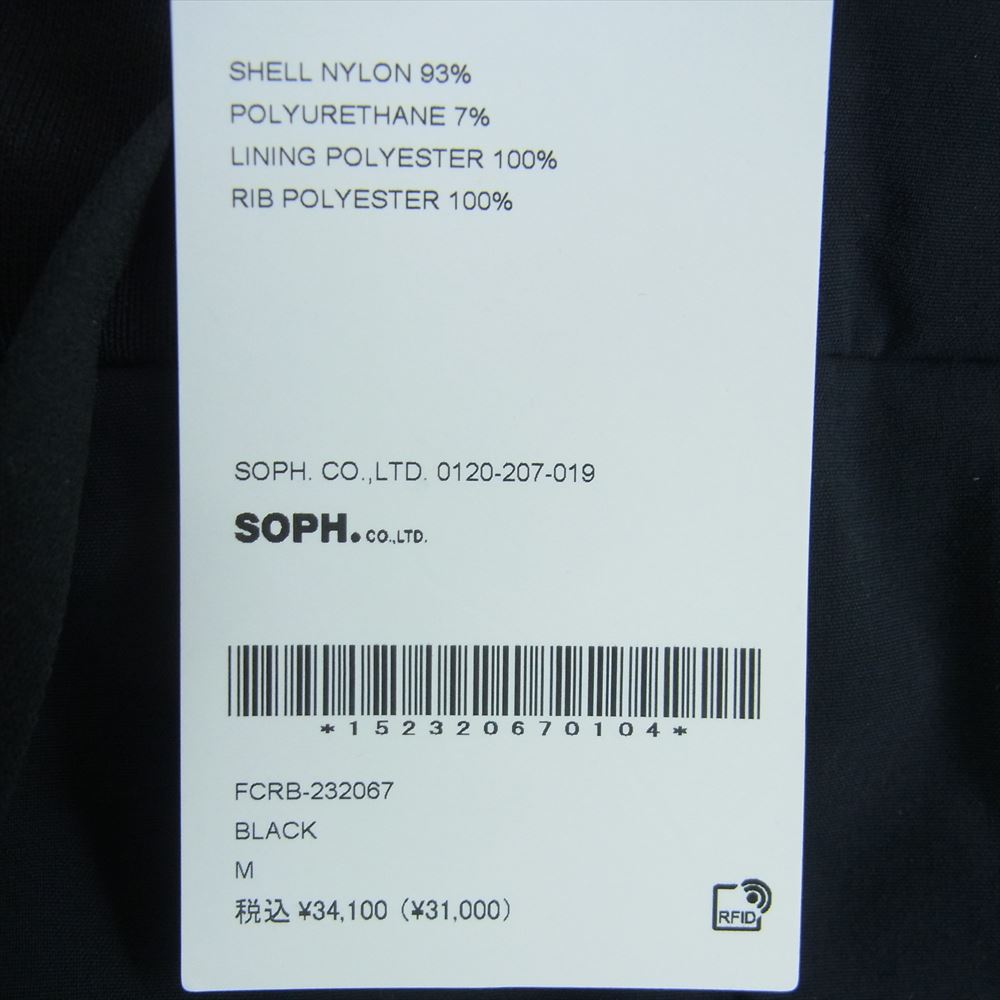 SHELL NYLON 93%
POLYURETHANE 7%
LINING POLYESTER 100%
RIB POLYESTER 100%
SOPH. CO.,LTD. 0120-207-019
SOPH. CO.,LTD.
*152320670104*
FCRB-232067
BLACK
M
税込 ¥34,100 (¥31,000)
RFID